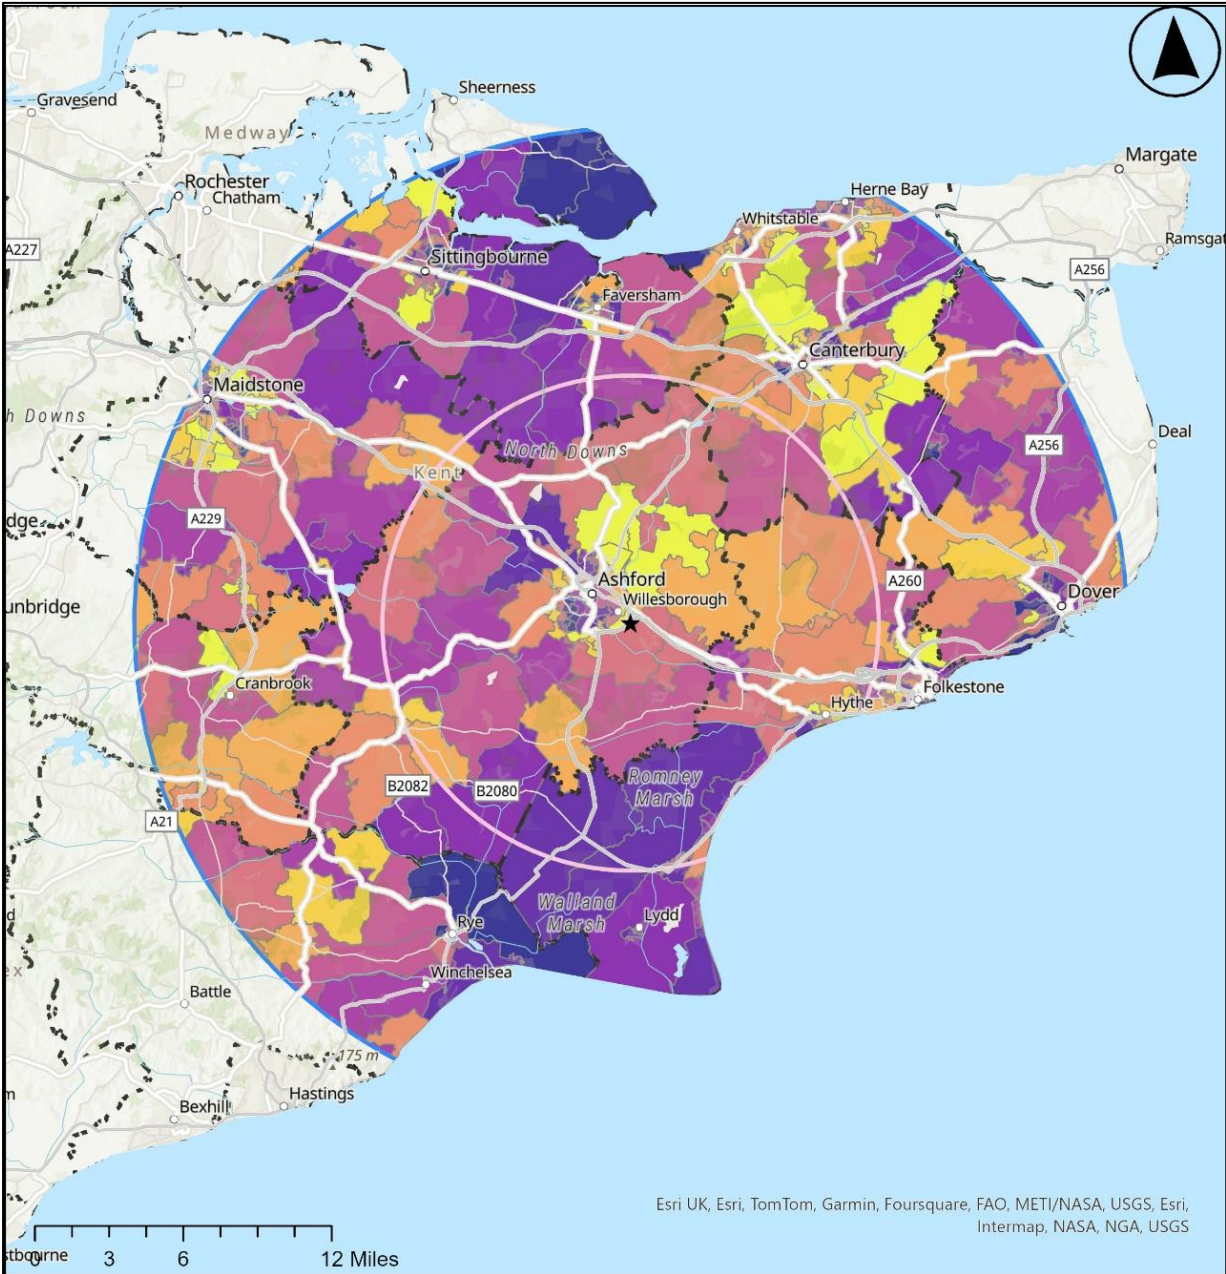 Sheerness
Gravesend
Medway
Margate
Rochester
Chatham
Herne Bay
Whitstable
A227
Ramsgat
Sittingbourne
A256
Faversham
Canterbury
Maidstone
h Downs
Deal
North Downs
A256
Kent
A229
dge
Ashford
A260
Willesborough
Dover
unbridge
Cranbrook
Folkestone
Hythe
Romney
Marsh
B2082
B2080
A21
Walland
Marsh
Lydd
Rye
d
ex
Winchelsea
Battle
175 m
m
Hastings
Bexhill
Esri UK, Esri, TomTom, Garmin, Foursquare, FAO, METI/NASA, USGS, Esri,
Intermap, NASA, NGA, USGS
stbourne
0 3 6 12 Miles